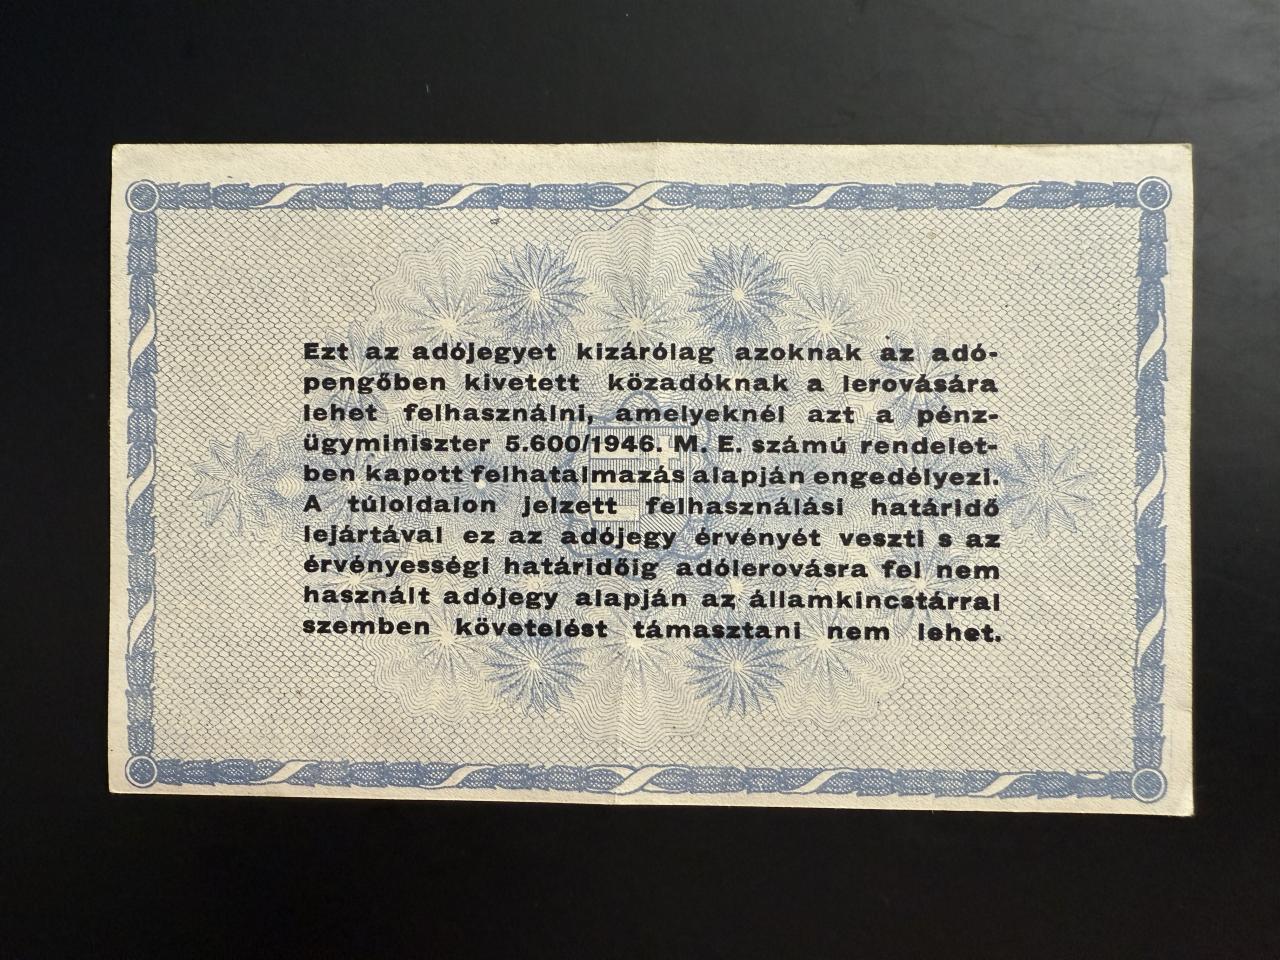 Ezt az adójegyet kizárólag azoknak az adó-
pengőben kivetett közadóknak a lerovására
lehet felhasználni, amelyeknél azt a pénz-
ügyminiszter 5.600/1946. M. E. számú rendelet-
ben kapott felhatalmazás alapján engedélyezi.
A túloldalon jelzett felhasználási határidő
lejártával ez az adójegy érvényét veszti s az
érvényességi határidőig adólerovásra fel nem
használt adójegy alapján az államkincstárral
szemben követelést támasztani nem lehet.